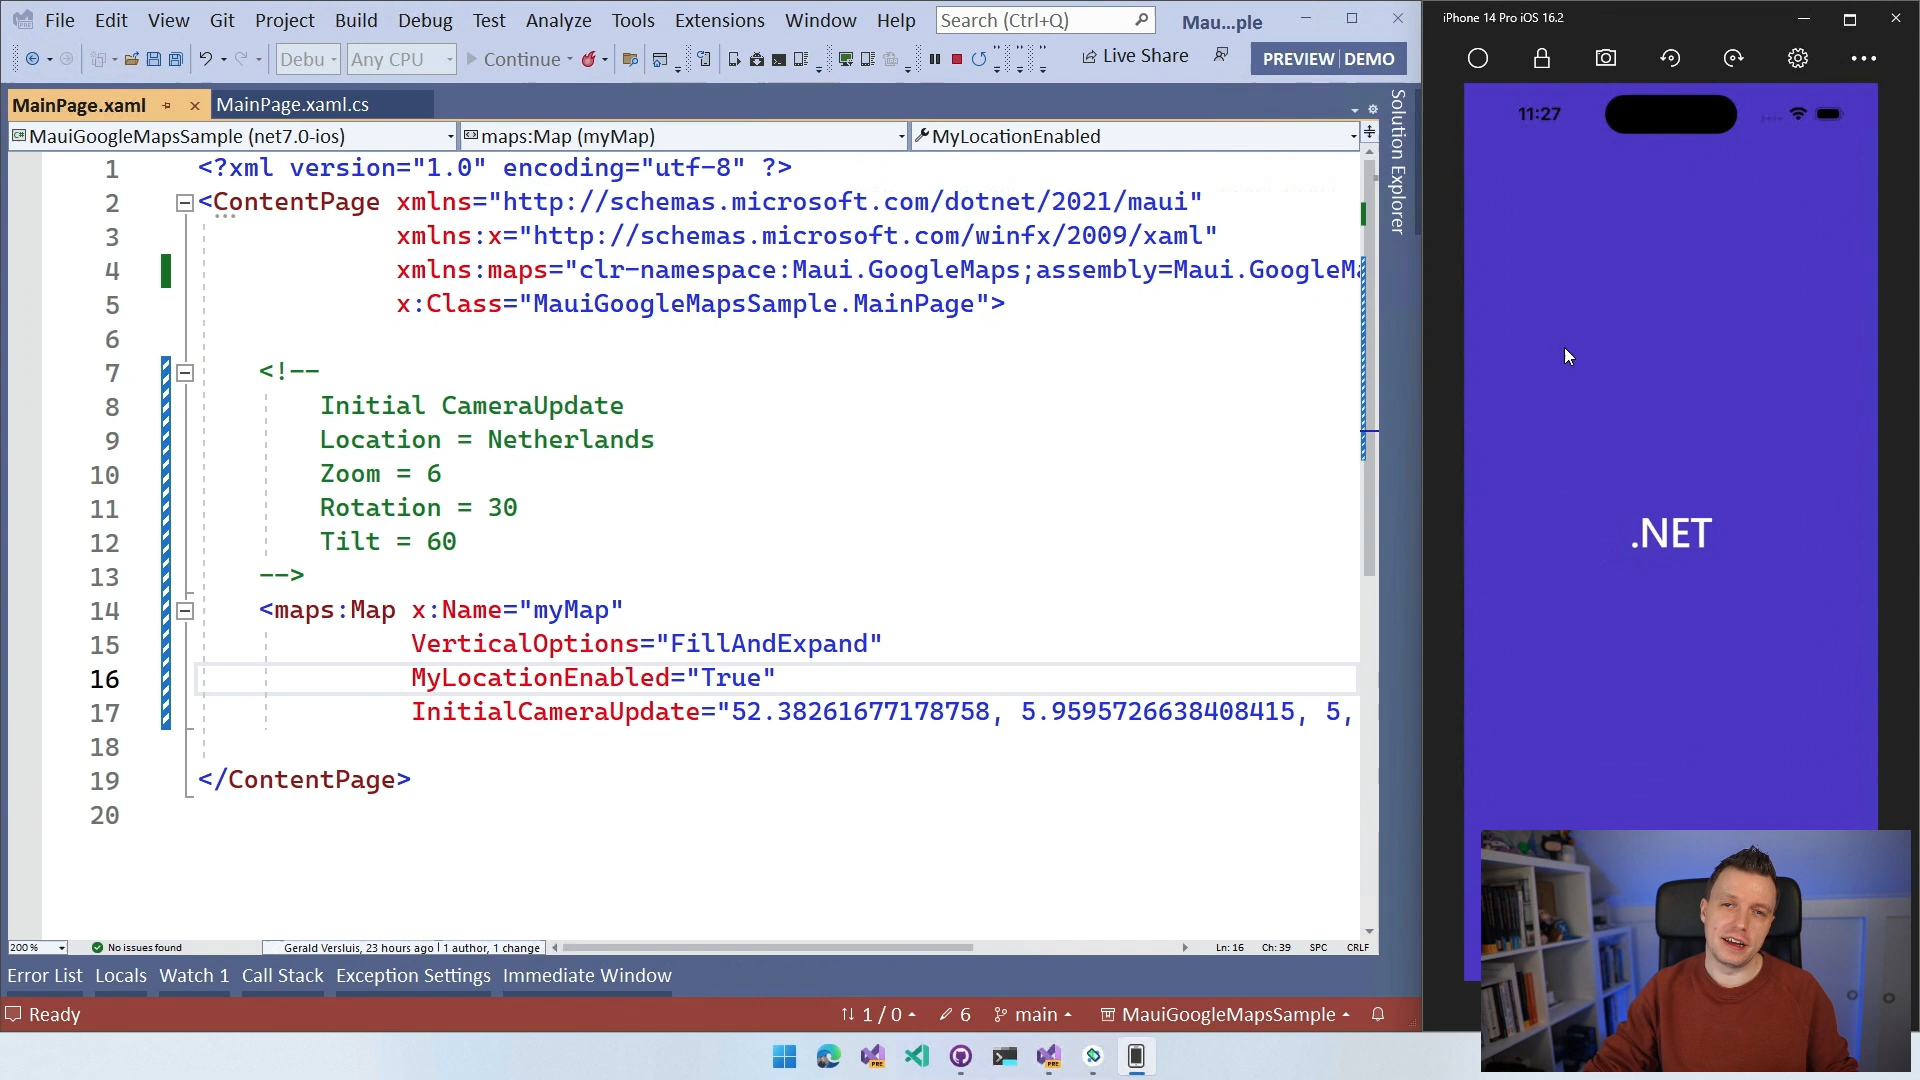 File Edit View Git Project Build Debug Test Analyze Tools Extensions Window Help Search (Ctrl+Q) Mau...ple
Debu Any CPU Continue Live Share PREVIEW DEMO
MainPage.xaml MainPage.xaml.cs
MauiGoogleMapsSample (net7.0-ios) maps:Map (myMap) MyLocationEnabled
Solution Explorer
1 <?xml version="1.0" encoding="utf-8" ?>
2 <ContentPage xmlns="http://schemas.microsoft.com/dotnet/2021/maui"
3 xmlns:x="http://schemas.microsoft.com/winfx/2009/xaml"
4 xmlns:maps="clr-namespace:Maui.GoogleMaps;assembly=Maui.GoogleMa
5 x:Class="MauiGoogleMapsSample.MainPage">
6
7 <!--
8 Initial CameraUpdate
9 Location = Netherlands
10 Zoom = 6
11 Rotation = 30
12 Tilt = 60
13 -->
14 <maps:Map x:Name="myMap"
15 VerticalOptions="FillAndExpand"
16 MyLocationEnabled="True"
17 InitialCameraUpdate="52.38261677178758, 5.9595726638408415, 5,
18
19 </ContentPage>
20
200 % No issues found Gerald Versluis, 23 hours ago | 1 author, 1 change Ln: 16 Ch: 39 SPC CRLF
Error List Locals Watch 1 Call Stack Exception Settings Immediate Window
Ready 1 / 0 6 main MauiGoogleMapsSample
iPhone 14 Pro iOS 16.2
11:27
.NET